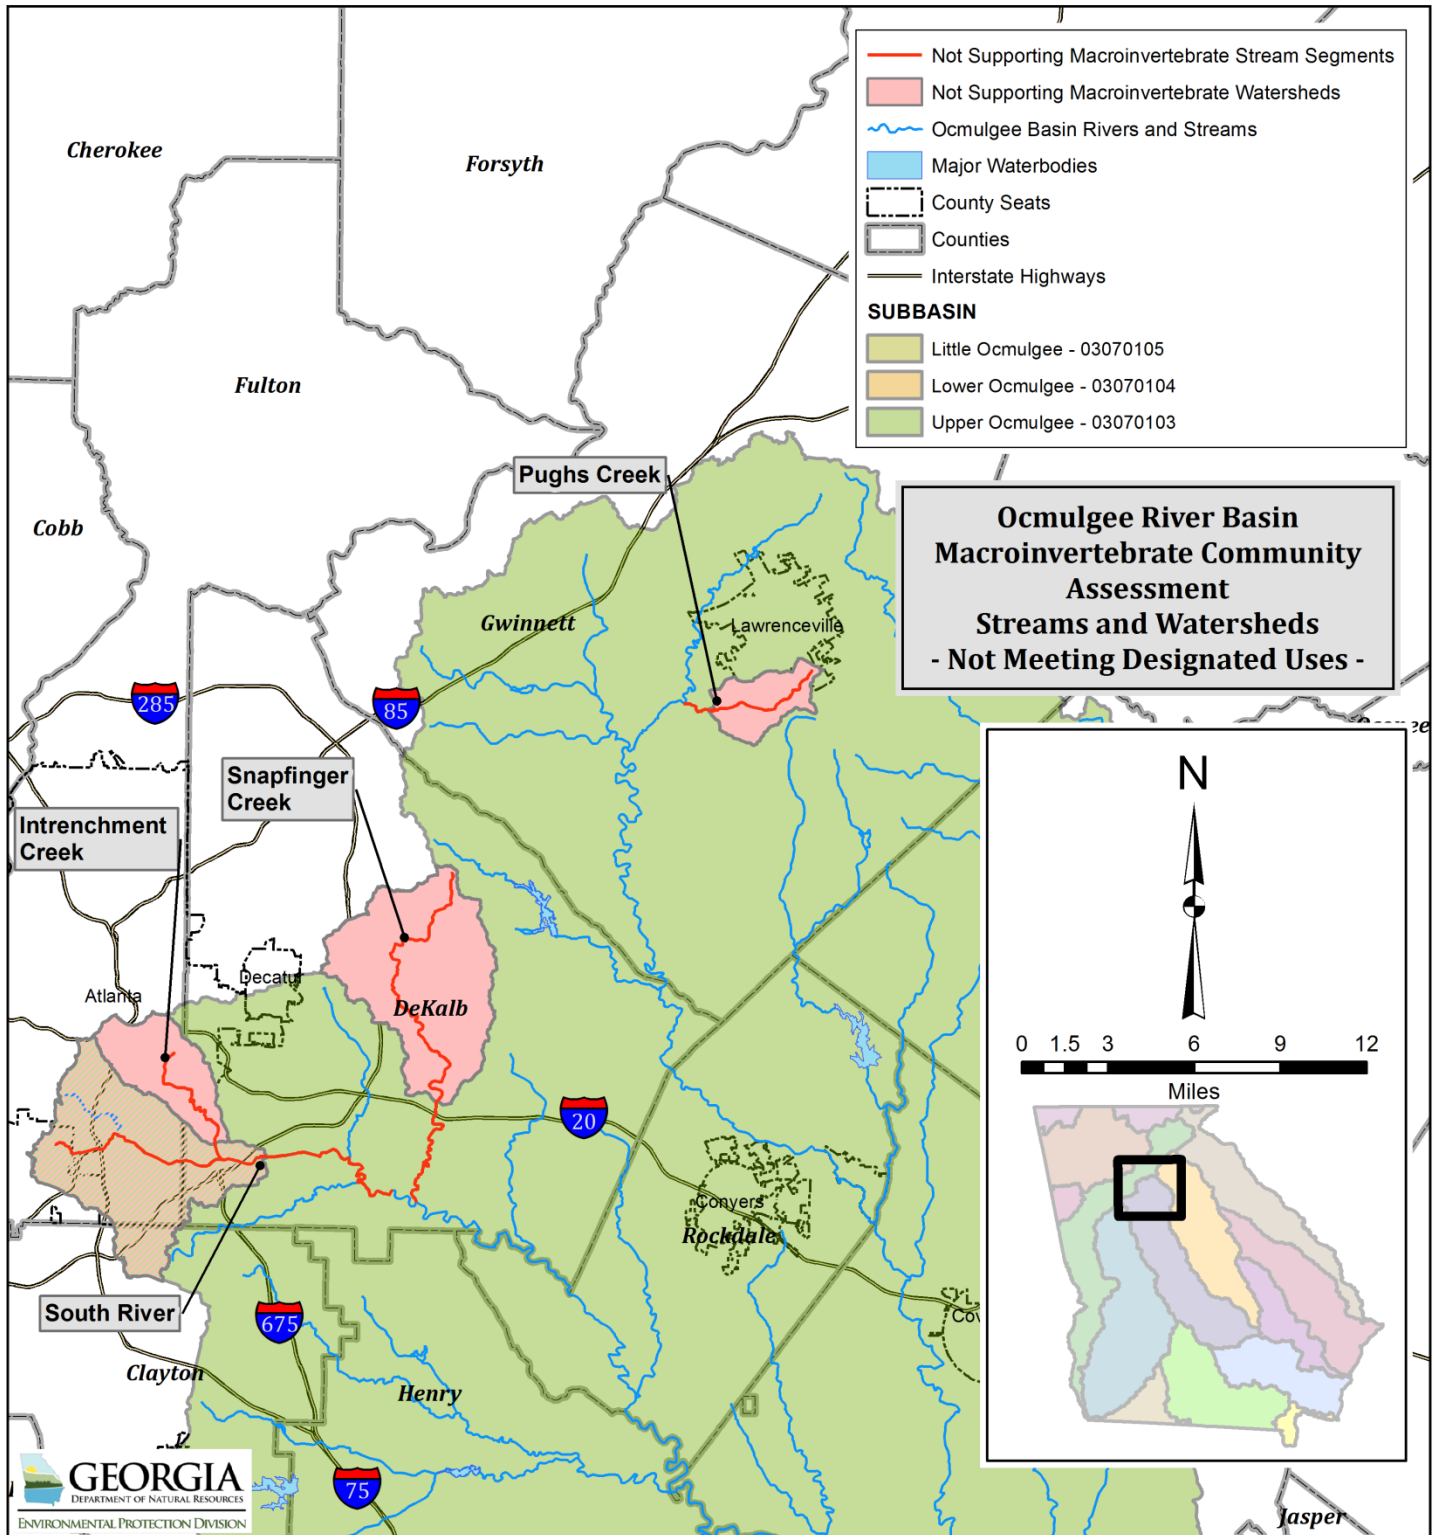 Not Supporting Macroinvertebrate Stream Segments
Not Supporting Macroinvertebrate Watersheds
Ocmulgee Basin Rivers and Streams
Major Waterbodies
County Seats
Counties
Interstate Highways
SUBBASIN
Little Ocmulgee - 03070105
Lower Ocmulgee - 03070104
Upper Ocmulgee - 03070103
Cherokee
Forsyth
Fulton
Cobb
Pughs Creek
Ocmulgee River Basin
Macroinvertebrate Community
Assessment
Streams and Watersheds
- Not Meeting Designated Uses -
Gwinnett
Lawrenceville
285
85
Snapfinger
Creek
Intrenchment
Creek
N
0 1.5 3 6 9 12
Miles
Decatur
Atlanta
DeKalb
20
Conyers
Rockdale
South River
675
Cov
Clayton
Henry
75
Jasper
GEORGIA
DEPARTMENT OF NATURAL RESOURCES
ENVIRONMENTAL PROTECTION DIVISION